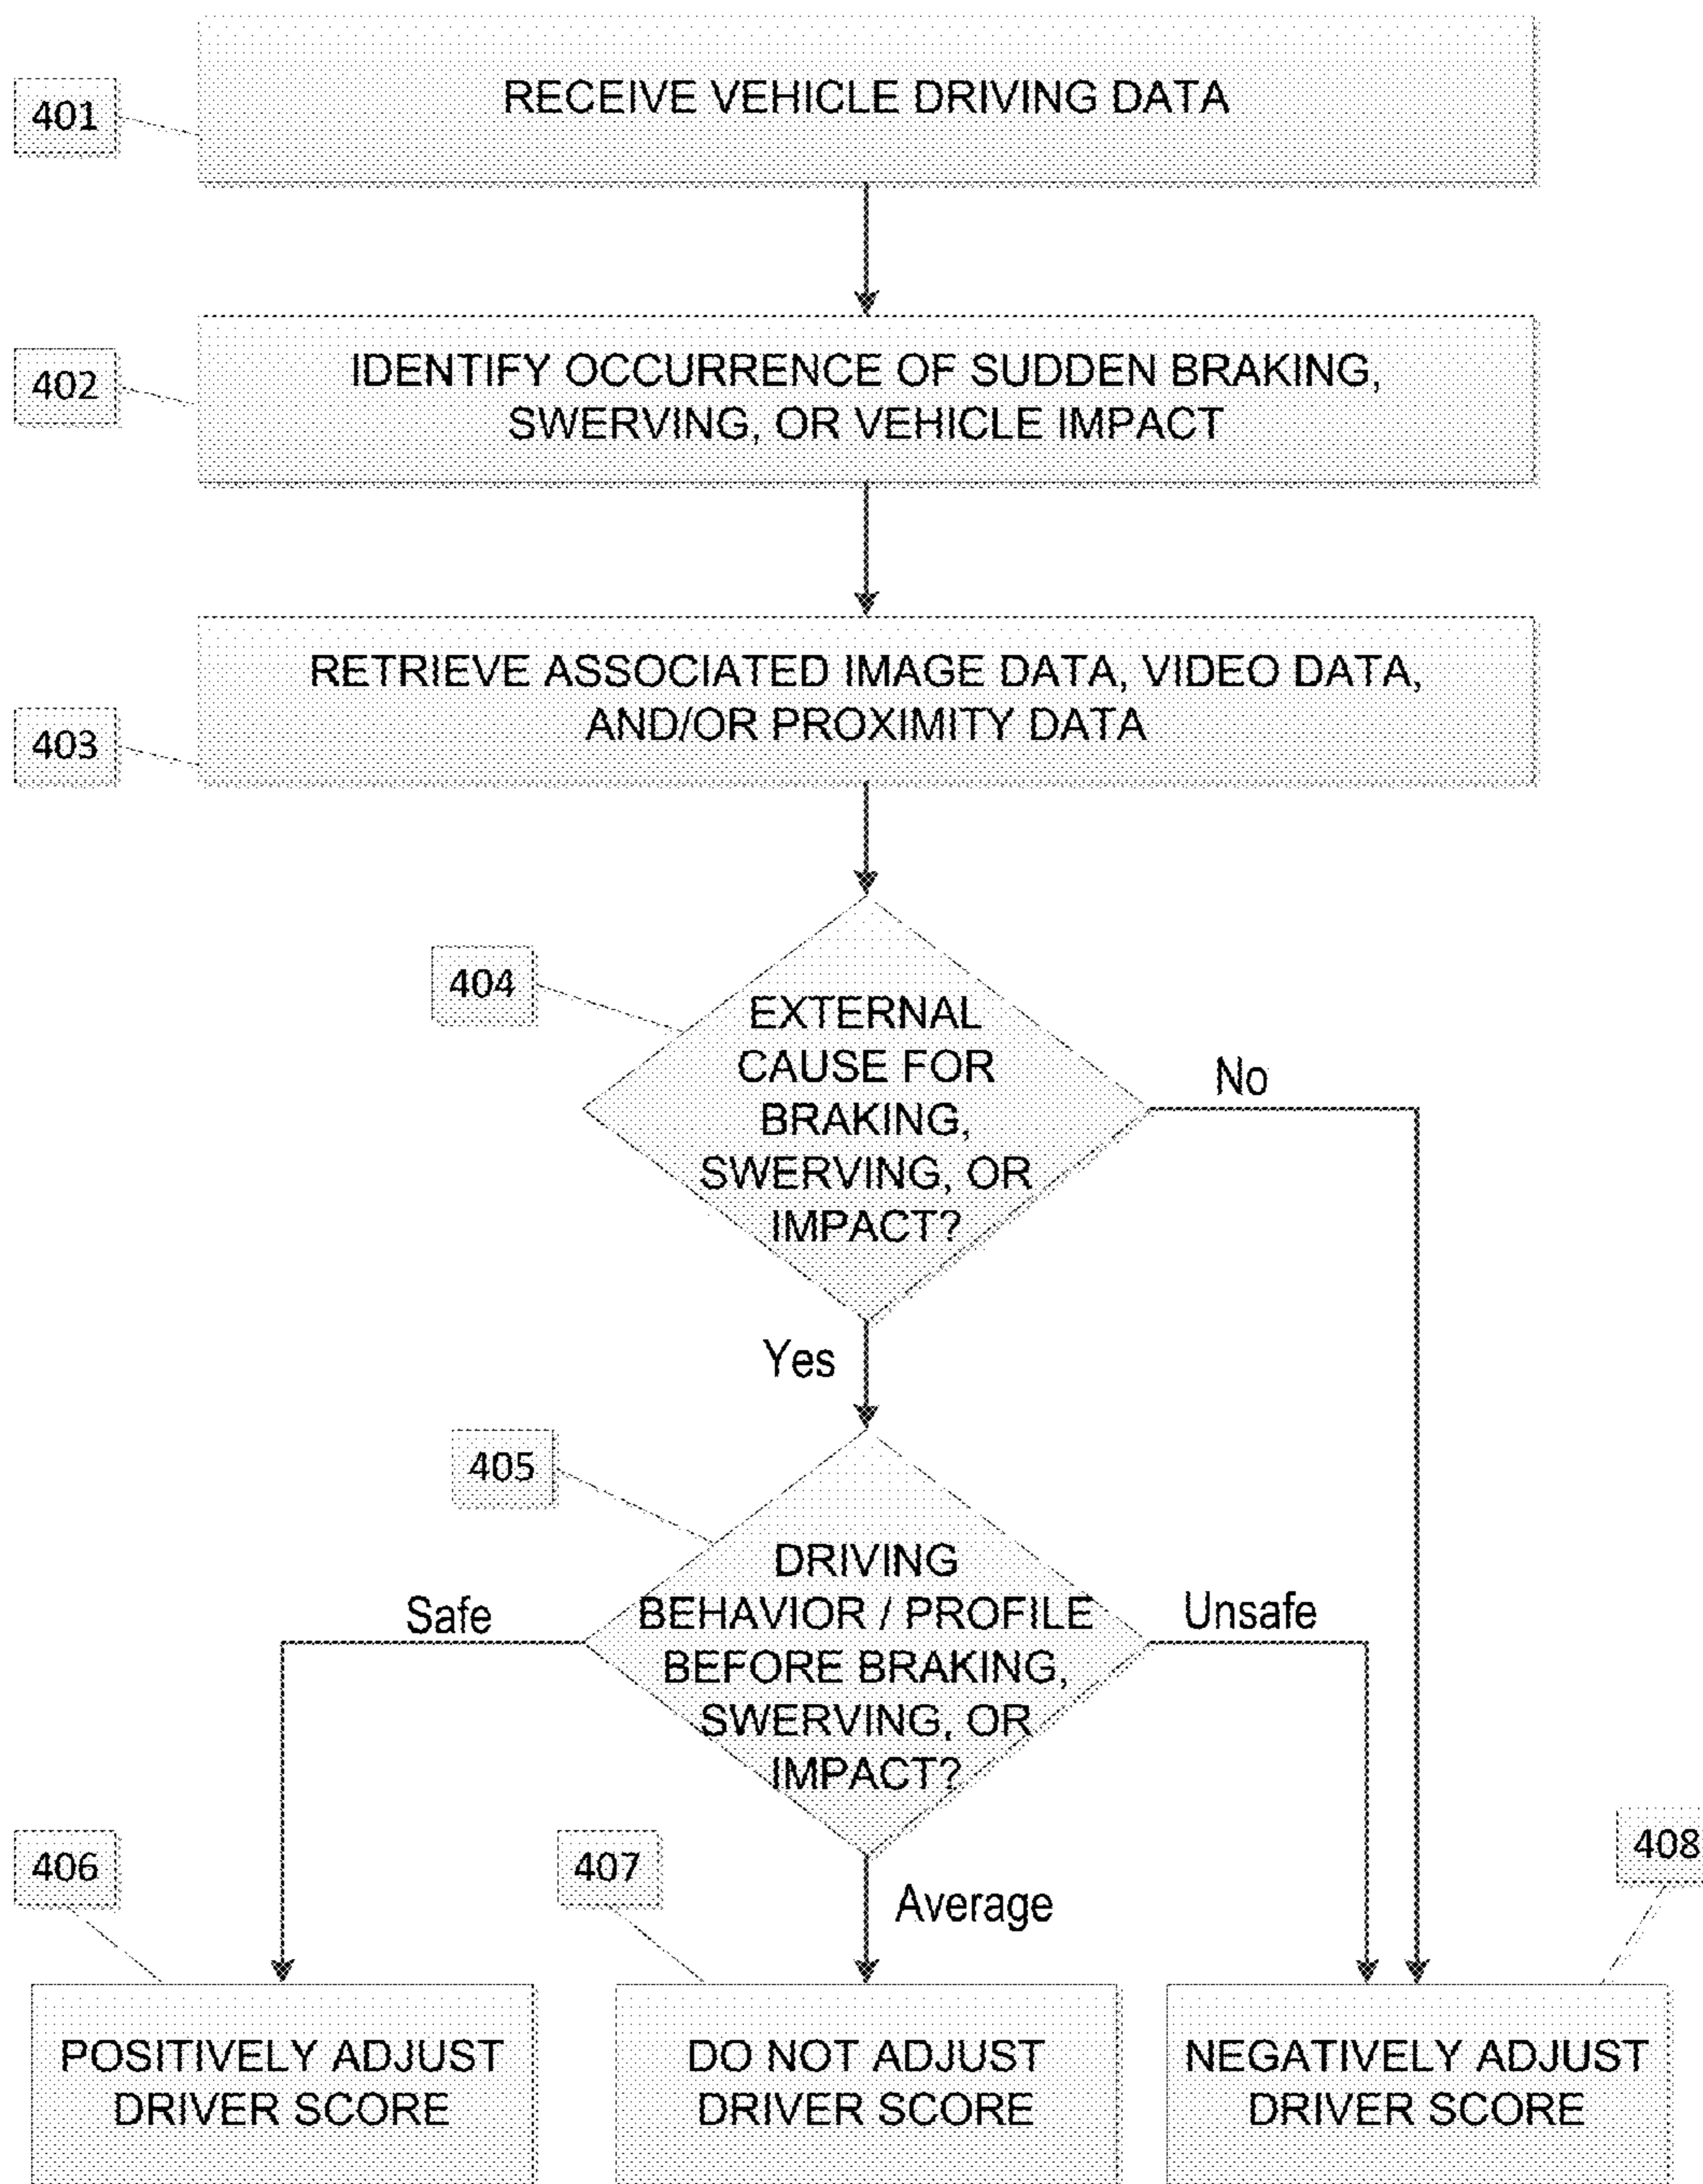 401
RECEIVE VEHICLE DRIVING DATA
402
IDENTIFY OCCURRENCE OF SUDDEN BRAKING,
SWERVING, OR VEHICLE IMPACT
403
RETRIEVE ASSOCIATED IMAGE DATA, VIDEO DATA,
AND/OR PROXIMITY DATA
404
EXTERNAL
CAUSE FOR
BRAKING,
SWERVING, OR
IMPACT?
No
Yes
405
DRIVING
BEHAVIOR / PROFILE
BEFORE BRAKING,
SWERVING, OR
IMPACT?
Safe
Unsafe
Average
406
POSITIVELY ADJUST
DRIVER SCORE
407
DO NOT ADJUST
DRIVER SCORE
408
NEGATIVELY ADJUST
DRIVER SCORE